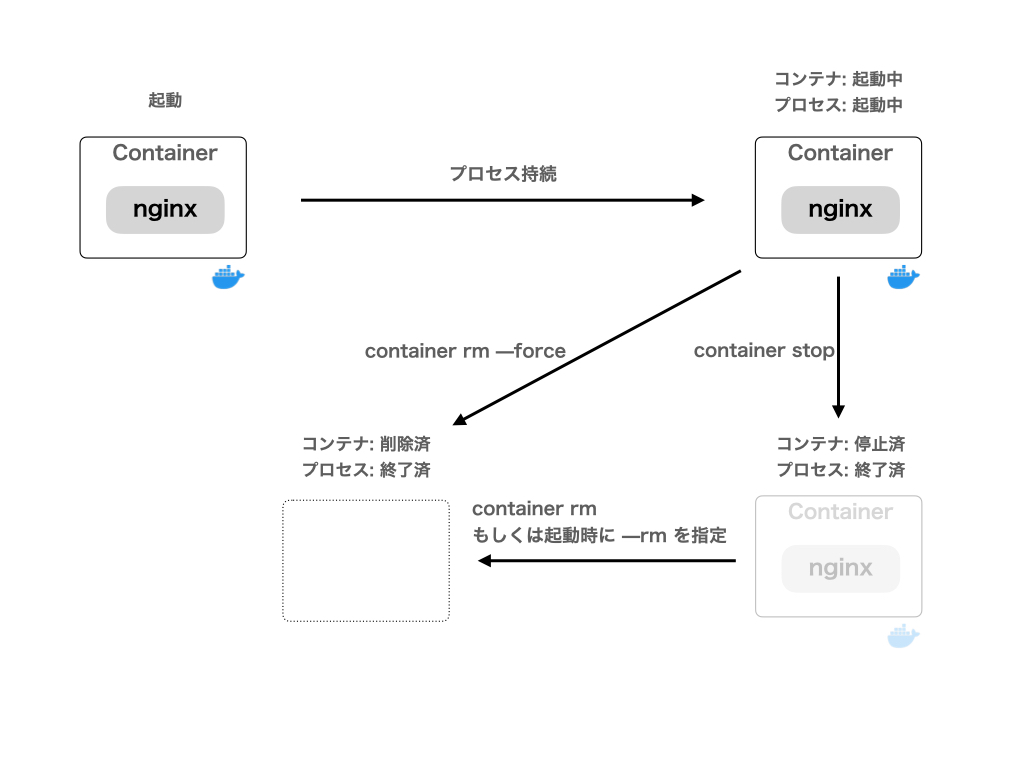 起動
Container
nginx
プロセス持続
コンテナ: 起動中
プロセス: 起動中
Container
nginx
container rm —force
container stop
コンテナ: 削除済
プロセス: 終了済
container rm
もしくは起動時に —rm を指定
コンテナ: 停止済
プロセス: 終了済
Container
nginx